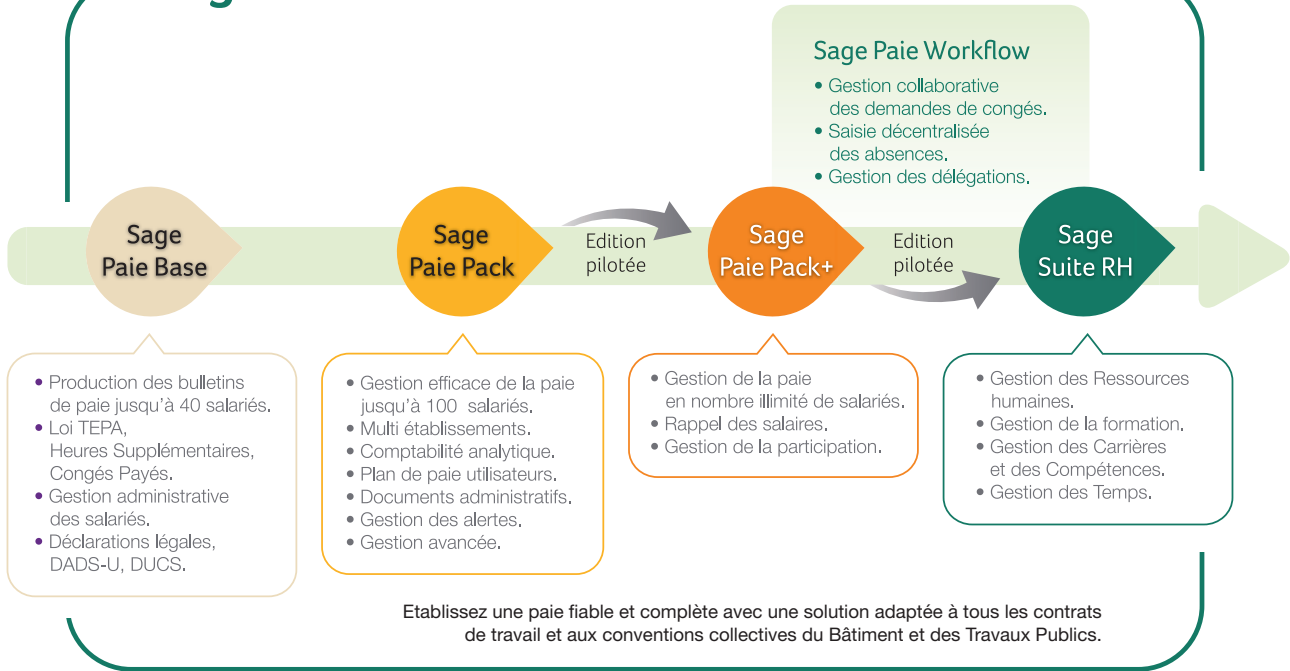 Sage Paie Workflow
• Gestion collaborative
des demandes de congés.
• Saisie décentralisée
des absences.
• Gestion des délégations.
Sage
Paie Base
Sage
Paie Pack
Edition
pilotée
Sage
Paie Pack+
Edition
pilotée
Sage
Suite RH
• Production des bulletins
de paie jusqu'à 40 salariés.
• Loi TEPA,
Heures Supplémentaires,
Congés Payés.
• Gestion administrative
des salariés.
• Déclarations légales,
DADS-U, DUCS.
• Gestion efficace de la paie
jusqu'à 100 salariés.
• Multi établissements.
• Comptabilité analytique.
• Plan de paie utilisateurs.
• Documents administratifs.
• Gestion des alertes.
• Gestion avancée.
• Gestion de la paie
en nombre illimité de salariés.
• Rappel des salaires.
• Gestion de la participation.
• Gestion des Ressources
humaines.
• Gestion de la formation.
• Gestion des Carrières
et des Compétences.
• Gestion des Temps.
Etablissez une paie fiable et complète avec une solution adaptée à tous les contrats
de travail et aux conventions collectives du Bâtiment et des Travaux Publics.